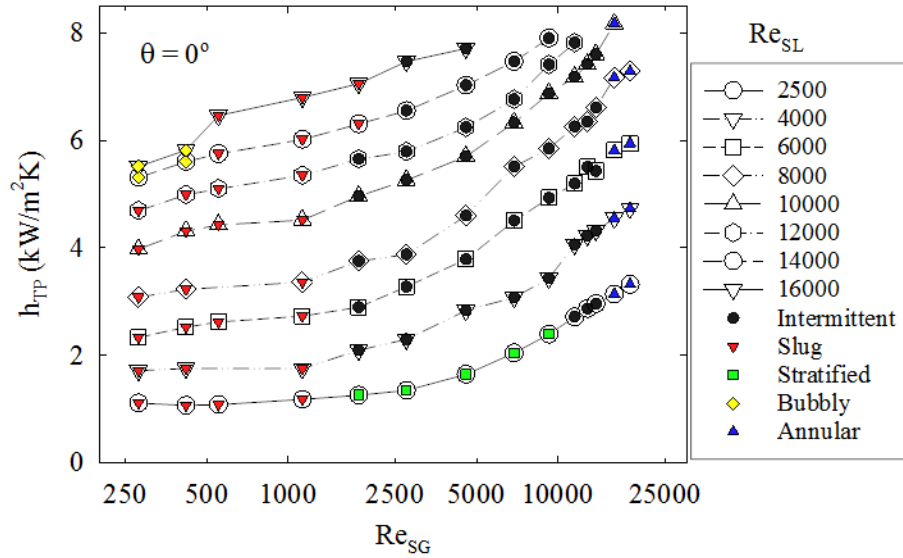 θ = 0°
h_TP (kW/m²K)
8
6
4
2
0
250 500 1000 2500 5000 10000 25000
Re_SG
Re_SL
2500
4000
6000
8000
10000
12000
14000
16000
Intermittent
Slug
Stratified
Bubbly
Annular